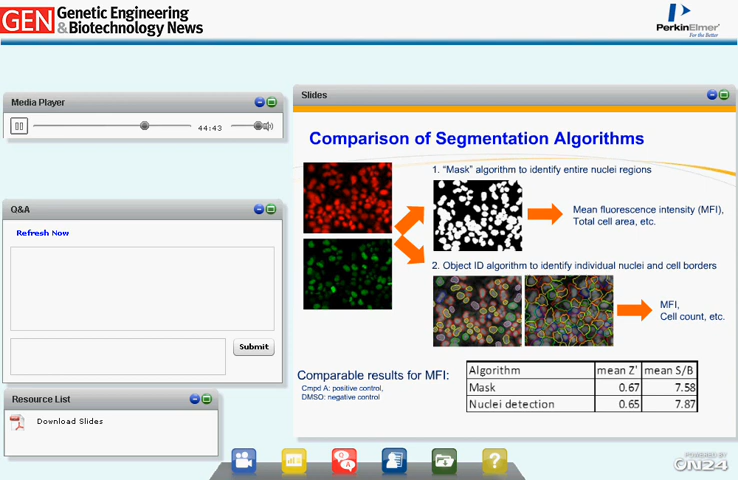 GEN Genetic Engineering
& Biotechnology News
PerkinElmer
For the Better
Media Player
44:43
Q&A
Refresh Now
Submit
Resource List
Download Slides
Slides
Comparison of Segmentation Algorithms
1. “Mask” algorithm to identify entire nuclei regions
Mean fluorescence intensity (MFI),
Total cell area, etc.
2. Object ID algorithm to identify individual nuclei and cell borders
MFI,
Cell count, etc.
Comparable results for MFI:
Cmpd A: positive control,
DMSO: negative control
Algorithm mean Z' mean S/B
Mask 0.67 7.58
Nuclei detection 0.65 7.87
Q A
?
POWERED BY
ON24